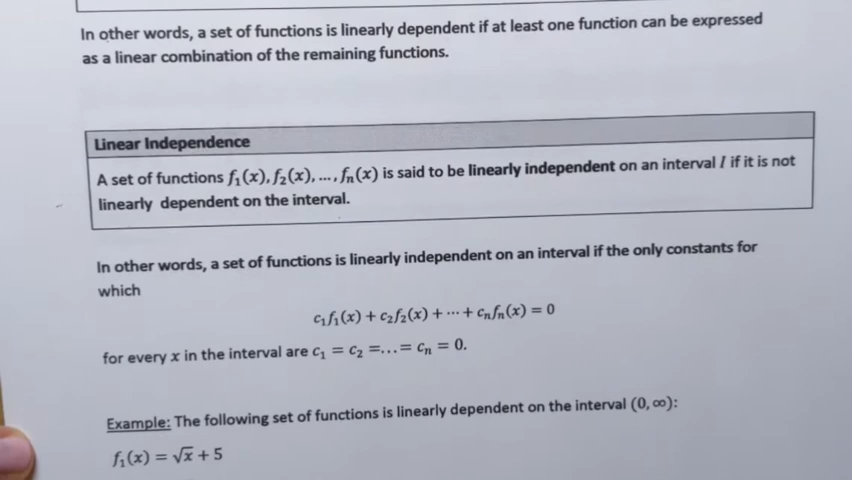 In other words, a set of functions is linearly dependent if at least one function can be expressed
as a linear combination of the remaining functions.
Linear Independence
A set of functions f₁(x), f₂(x), ..., fₙ(x) is said to be linearly independent on an interval I if it is not
linearly dependent on the interval.
In other words, a set of functions is linearly independent on an interval if the only constants for
which
c₁f₁(x) + c₂f₂(x) + ⋯ + cₙfₙ(x) = 0
for every x in the interval are c₁ = c₂ =...= cₙ = 0.
Example: The following set of functions is linearly dependent on the interval (0, ∞):
f₁(x) = √x + 5